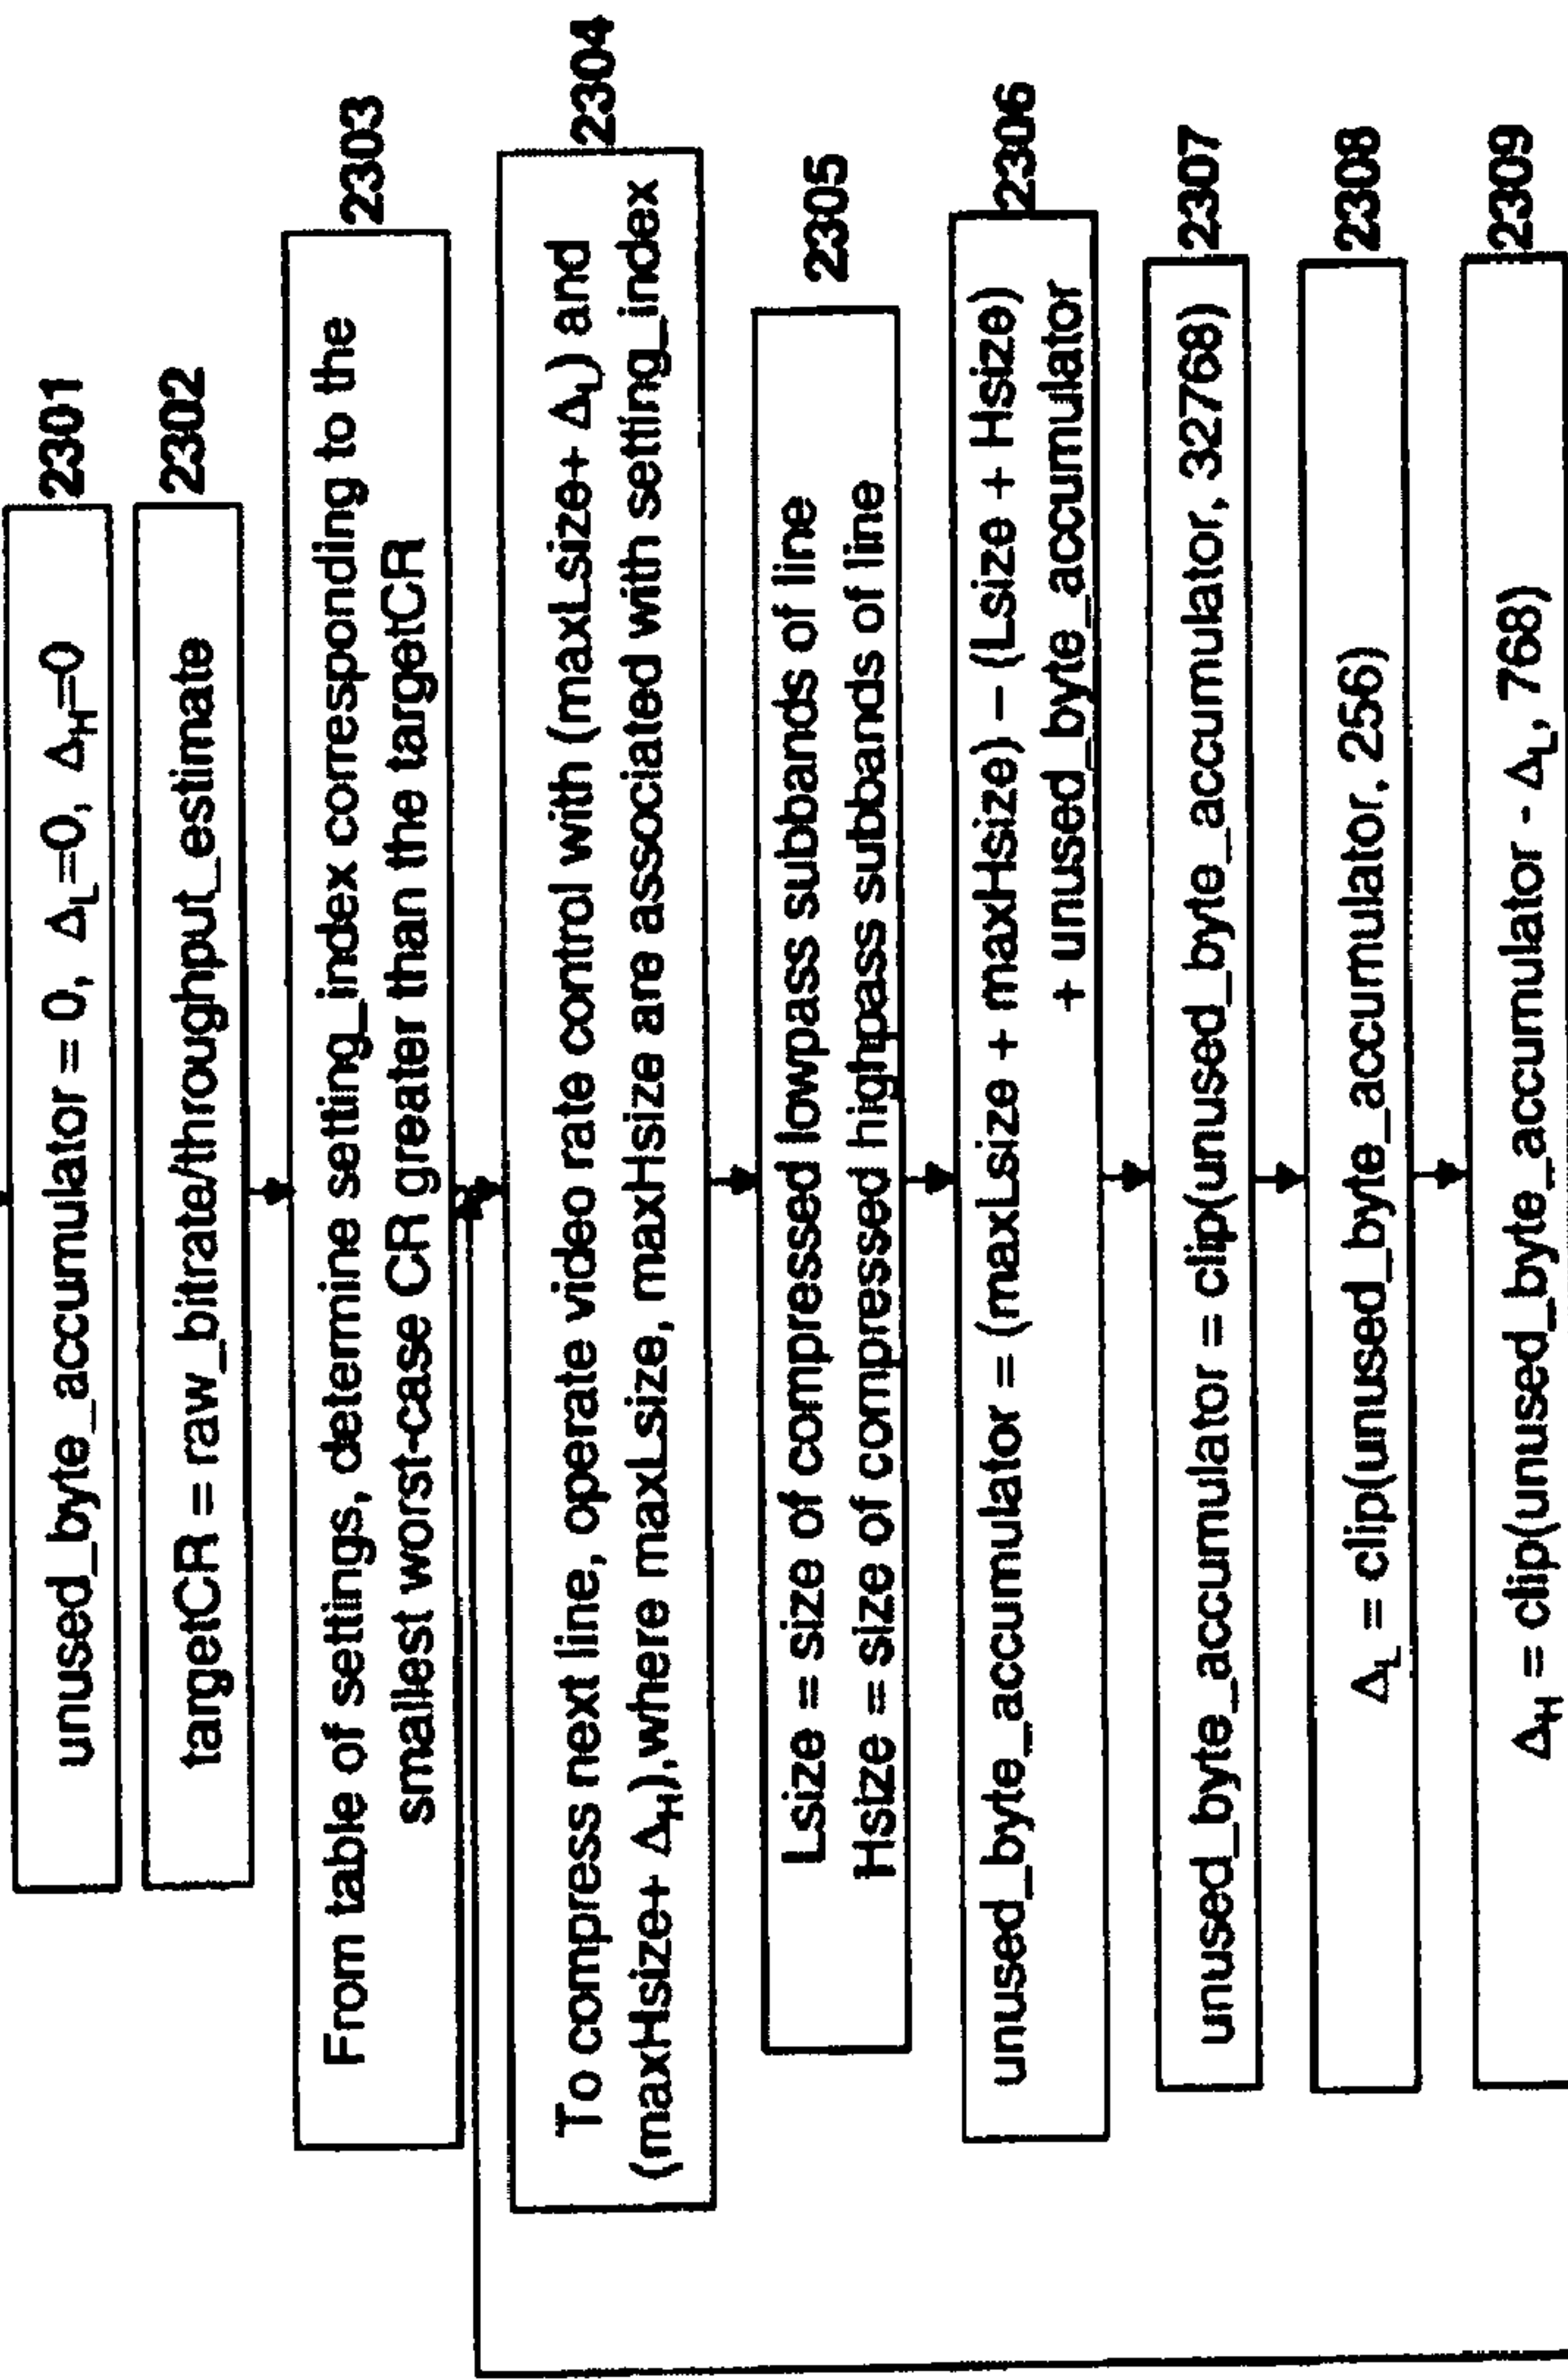 unused_byte_accumulator = 0, ΔL=0, ΔH=0
2301
targetCR = raw_bitrate/throughput_estimate
2302
From table of settings, determine setting_index corresponding to the
smallest worst-case CR greater than the targetCR
2303
To compress next line, operate video rate control with (maxLsize+ ΔL) and
(maxHsize+ ΔH),where maxLsize, maxHsize are associated with setting_index
2304
Lsize = size of compressed lowpass subbands of line
Hsize = size of compressed highpass subbands of line
2305
unused_byte_accumulator = (maxLsize + maxHsize) – (Lsize + Hsize)
+ unused_byte_accumulator
2306
unused_byte_accumulator = clip(unused_byte_accumulator, 32768)
2307
ΔL = clip(unused_byte_accumulator, 256)
2308
ΔH = clip(unused_byte_accumulator - ΔL, 768)
2309